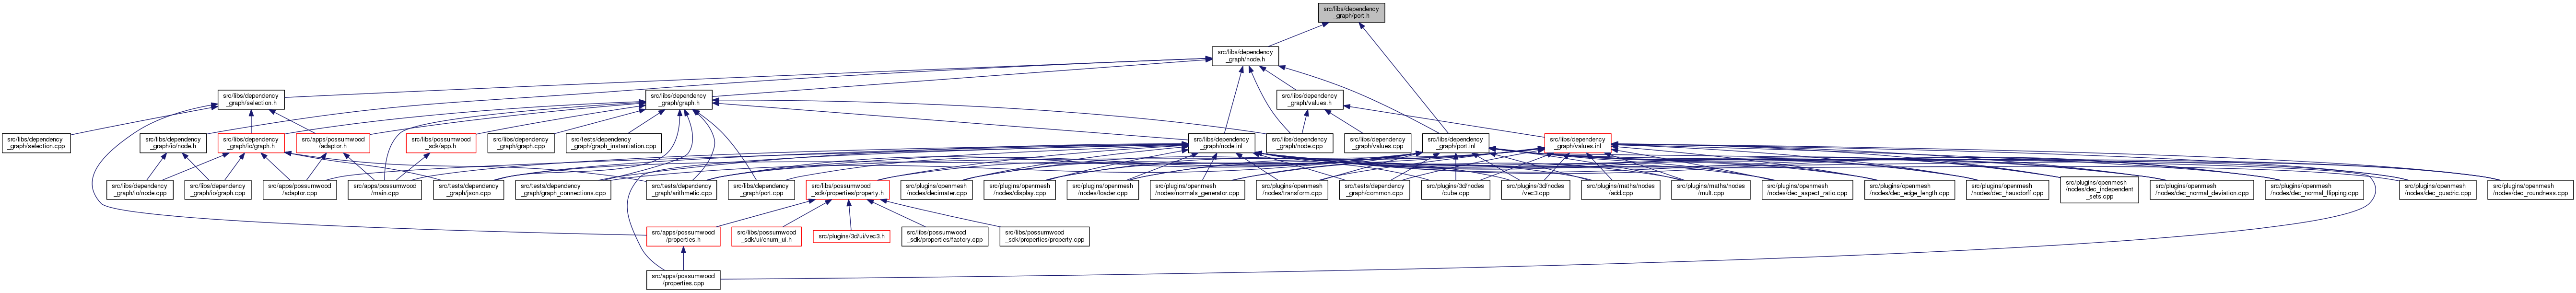 src/libs/dependency
_graph/port.h
src/libs/dependency
_graph/node.h
src/libs/dependency
_graph/selection.h
src/libs/dependency
_graph/graph.h
src/libs/dependency
_graph/values.h
src/libs/dependency
_graph/selection.cpp
src/libs/dependency
_graph/io/node.h
src/libs/dependency
_graph/io/graph.h
src/apps/possumwood
/adaptor.h
src/libs/possumwood
_sdk/app.h
src/libs/dependency
_graph/graph.cpp
src/tests/dependency
_graph/graph_instantiation.cpp
src/libs/dependency
_graph/node.inl
src/libs/dependency
_graph/node.cpp
src/libs/dependency
_graph/values.cpp
src/libs/dependency
_graph/port.inl
src/libs/dependency
_graph/values.inl
src/libs/dependency
_graph/io/node.cpp
src/libs/dependency
_graph/io/graph.cpp
src/apps/possumwood
/adaptor.cpp
src/apps/possumwood
/main.cpp
src/tests/dependency
_graph/json.cpp
src/tests/dependency
_graph/graph_connections.cpp
src/tests/dependency
_graph/arithmetic.cpp
src/libs/dependency
_graph/port.cpp
src/libs/possumwood
_sdk/properties/property.h
src/plugins/openmesh
/nodes/decimater.cpp
src/plugins/openmesh
/nodes/display.cpp
src/plugins/openmesh
/nodes/loader.cpp
src/plugins/openmesh
/nodes/normals_generator.cpp
src/plugins/openmesh
/nodes/transform.cpp
src/tests/dependency
_graph/common.cpp
src/plugins/3d/nodes
/cube.cpp
src/plugins/3d/nodes
/vec3.cpp
src/plugins/maths/nodes
/add.cpp
src/plugins/maths/nodes
/mult.cpp
src/plugins/openmesh
/nodes/dec_aspect_ratio.cpp
src/plugins/openmesh
/nodes/dec_edge_length.cpp
src/plugins/openmesh
/nodes/dec_hausdorff.cpp
src/plugins/openmesh
/nodes/dec_independent
_sets.cpp
src/plugins/openmesh
/nodes/dec_normal_deviation.cpp
src/plugins/openmesh
/nodes/dec_normal_flipping.cpp
src/plugins/openmesh
/nodes/dec_quadric.cpp
src/plugins/openmesh
/nodes/dec_roundness.cpp
src/apps/possumwood
/properties.h
src/libs/possumwood
_sdk/ui/enum_ui.h
src/plugins/3d/ui/vec3.h
src/libs/possumwood
_sdk/properties/factory.cpp
src/libs/possumwood
_sdk/properties/property.cpp
src/apps/possumwood
/properties.cpp